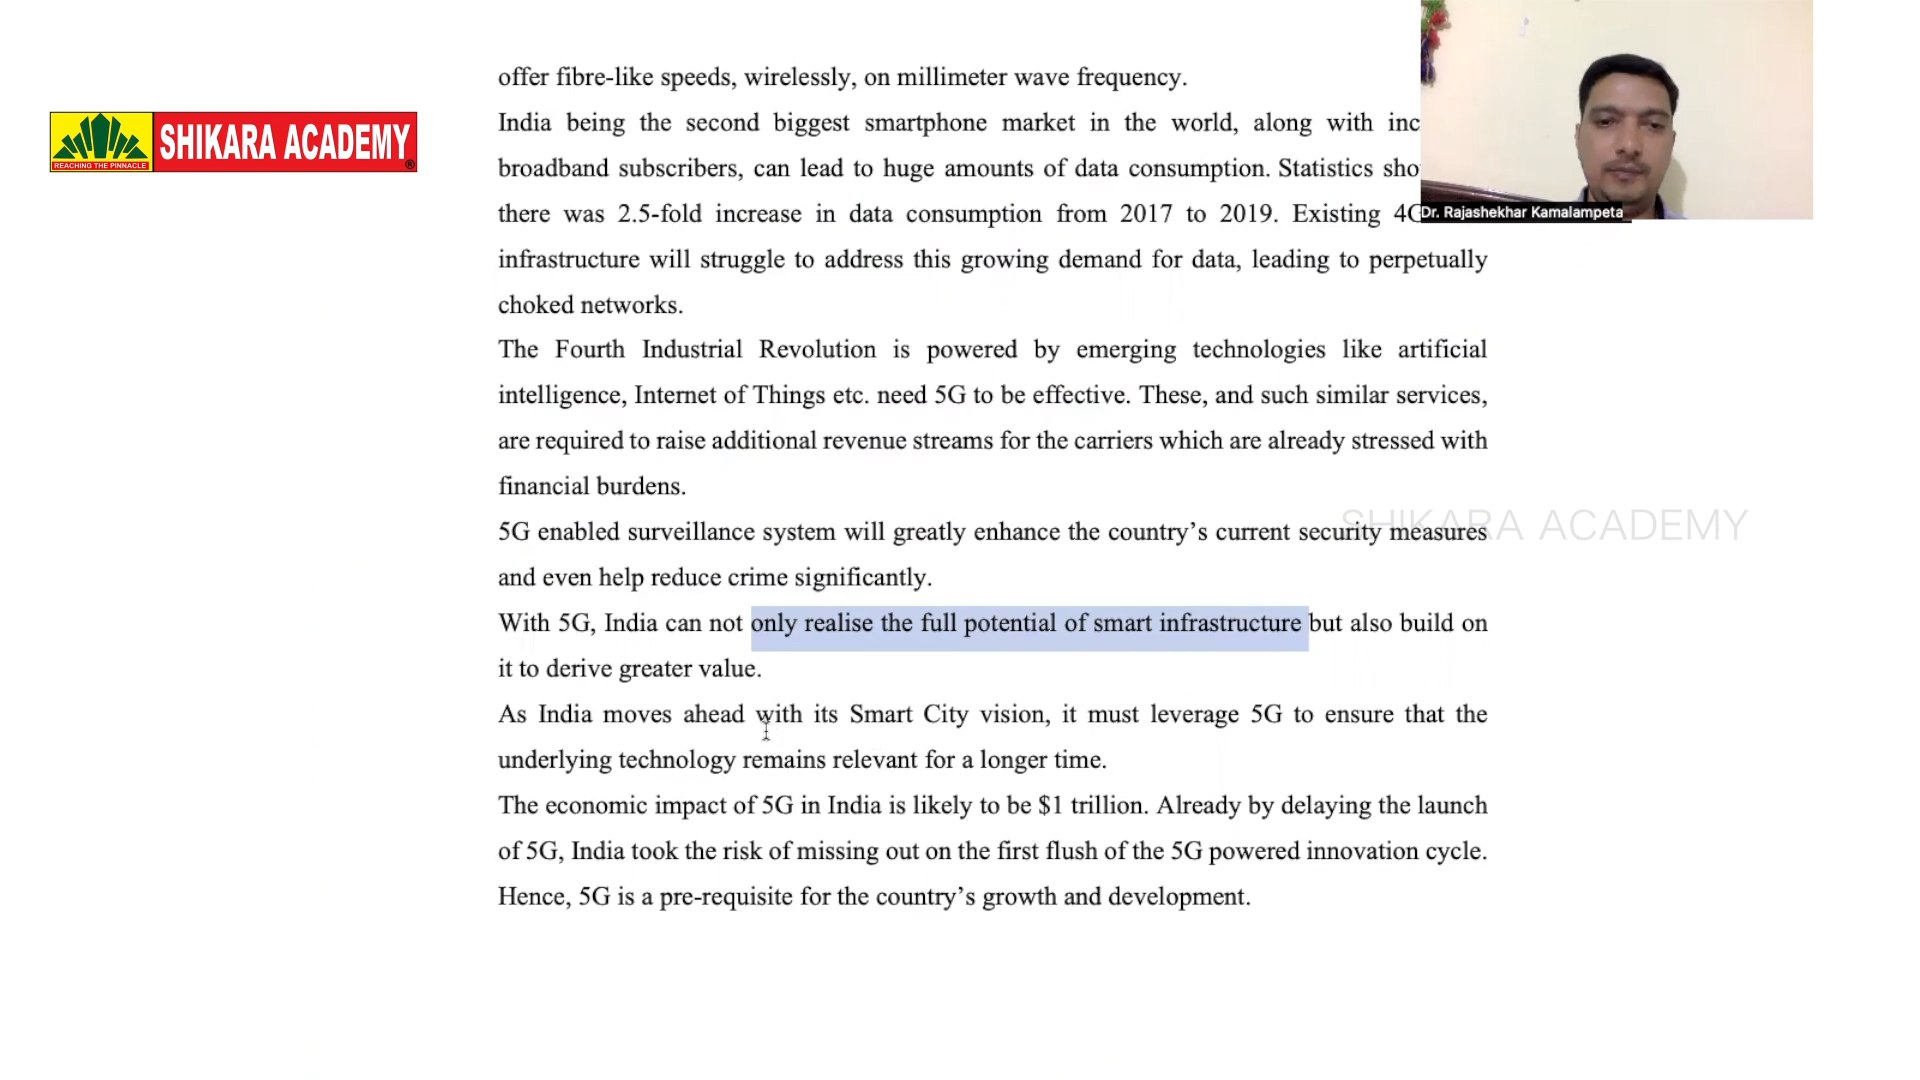 offer fibre-like speeds, wirelessly, on millimeter wave frequency.
India being the second biggest smartphone market in the world, along with inc
broadband subscribers, can lead to huge amounts of data consumption. Statistics sho
there was 2.5-fold increase in data consumption from 2017 to 2019. Existing 4G
infrastructure will struggle to address this growing demand for data, leading to perpetually
choked networks.
The Fourth Industrial Revolution is powered by emerging technologies like artificial
intelligence, Internet of Things etc. need 5G to be effective. These, and such similar services,
are required to raise additional revenue streams for the carriers which are already stressed with
financial burdens.
5G enabled surveillance system will greatly enhance the country’s current security measures
and even help reduce crime significantly.
With 5G, India can not only realise the full potential of smart infrastructure but also build on
it to derive greater value.
As India moves ahead with its Smart City vision, it must leverage 5G to ensure that the
underlying technology remains relevant for a longer time.
The economic impact of 5G in India is likely to be $1 trillion. Already by delaying the launch
of 5G, India took the risk of missing out on the first flush of the 5G powered innovation cycle.
Hence, 5G is a pre-requisite for the country’s growth and development.
SHIKARA ACADEMY
REACHING THE PINNACLE
®
Dr. Rajashekhar Kamalampeta
SHIKARA ACADEMY